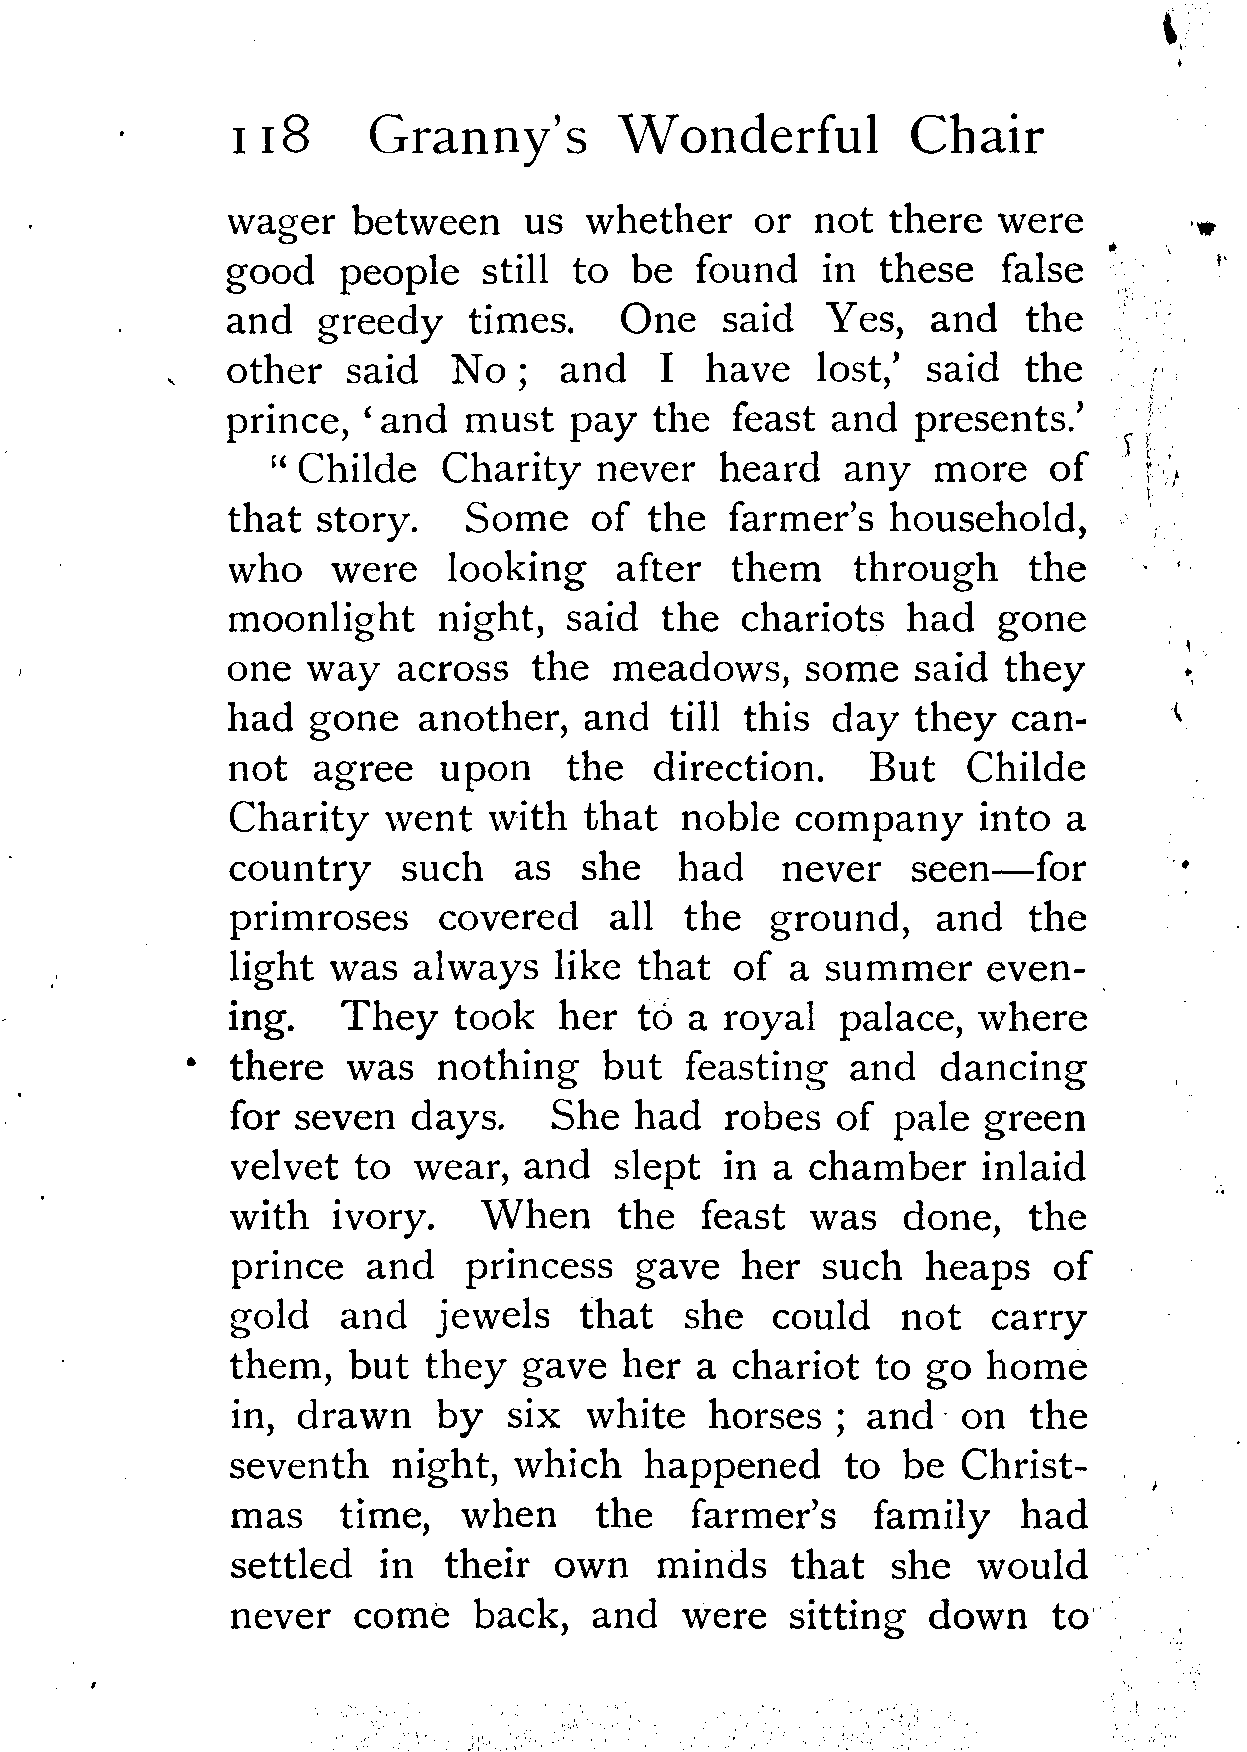 118 Granny's Wonderful Chair
wager between us whether or not there were
good people still to be found in these false
and greedy times. One said Yes, and the
other said No ; and I have lost,' said the
prince, ‘ and must pay the feast and presents.'
“ Childe Charity never heard any more of
that story. Some of the farmer's household,
who were looking after them through the
moonlight night, said the chariots had gone
one way across the meadows, some said they
had gone another, and till this day they can-
not agree upon the direction. But Childe
Charity went with that noble company into a
country such as she had never seen—for
primroses covered all the ground, and the
light was always like that of a summer even-
ing. They took her to a royal palace, where
there was nothing but feasting and dancing
for seven days. She had robes of pale green
velvet to wear, and slept in a chamber inlaid
with ivory. When the feast was done, the
prince and princess gave her such heaps of
gold and jewels that she could not carry
them, but they gave her a chariot to go home
in, drawn by six white horses ; and on the
seventh night, which happened to be Christ-
mas time, when the farmer's family had
settled in their own minds that she would
never come back, and were sitting down to